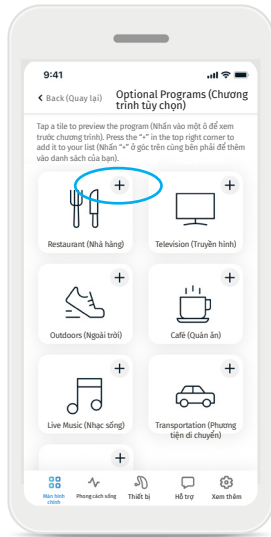 9:41
Back (Quay lại)
Optional Programs (Chương
trình tùy chọn)
Tap a tile to preview the program (Nhấn vào một ô để xem
trước chương trình). Press the "+" in the top right corner to
add it to your list (Nhấn "+" ở góc trên cùng bên phải để thêm
vào danh sách của bạn).
Restaurant (Nhà hàng)
Television (Truyền hình)
Outdoors (Ngoài trời)
Café (Quán ăn)
Live Music (Nhạc sống)
Transportation (Phương
tiện di chuyển)
Màn hình
chính
Phong cách sống
Thiết bị
Hỗ trợ
Xem thêm